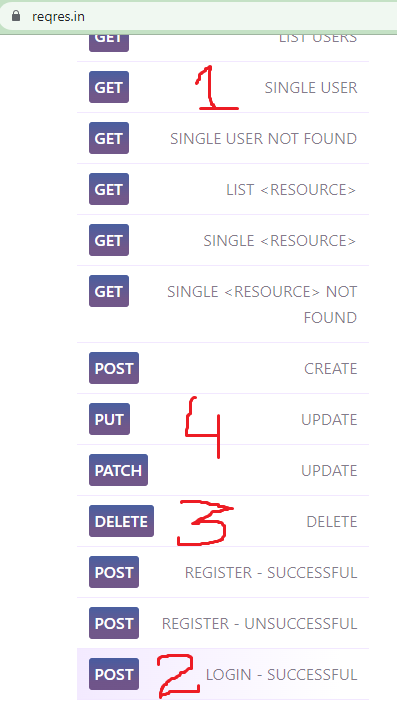 reqres.in
GET LIST USERS
GET 1 SINGLE USER
GET SINGLE USER NOT FOUND
GET LIST <RESOURCE>
GET SINGLE <RESOURCE>
GET SINGLE <RESOURCE> NOT
FOUND
POST CREATE
PUT 4 UPDATE
PATCH UPDATE
DELETE 3 DELETE
POST REGISTER - SUCCESSFUL
POST REGISTER - UNSUCCESSFUL
POST 2 LOGIN - SUCCESSFUL